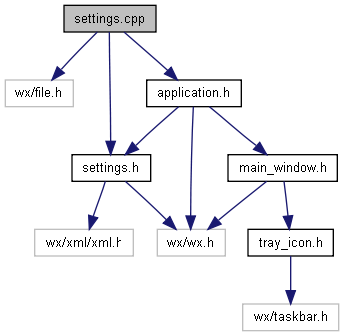 settings.cpp
wx/file.h
application.h
settings.h
main_window.h
wx/xml/xml.h
wx/wx.h
tray_icon.h
wx/taskbar.h